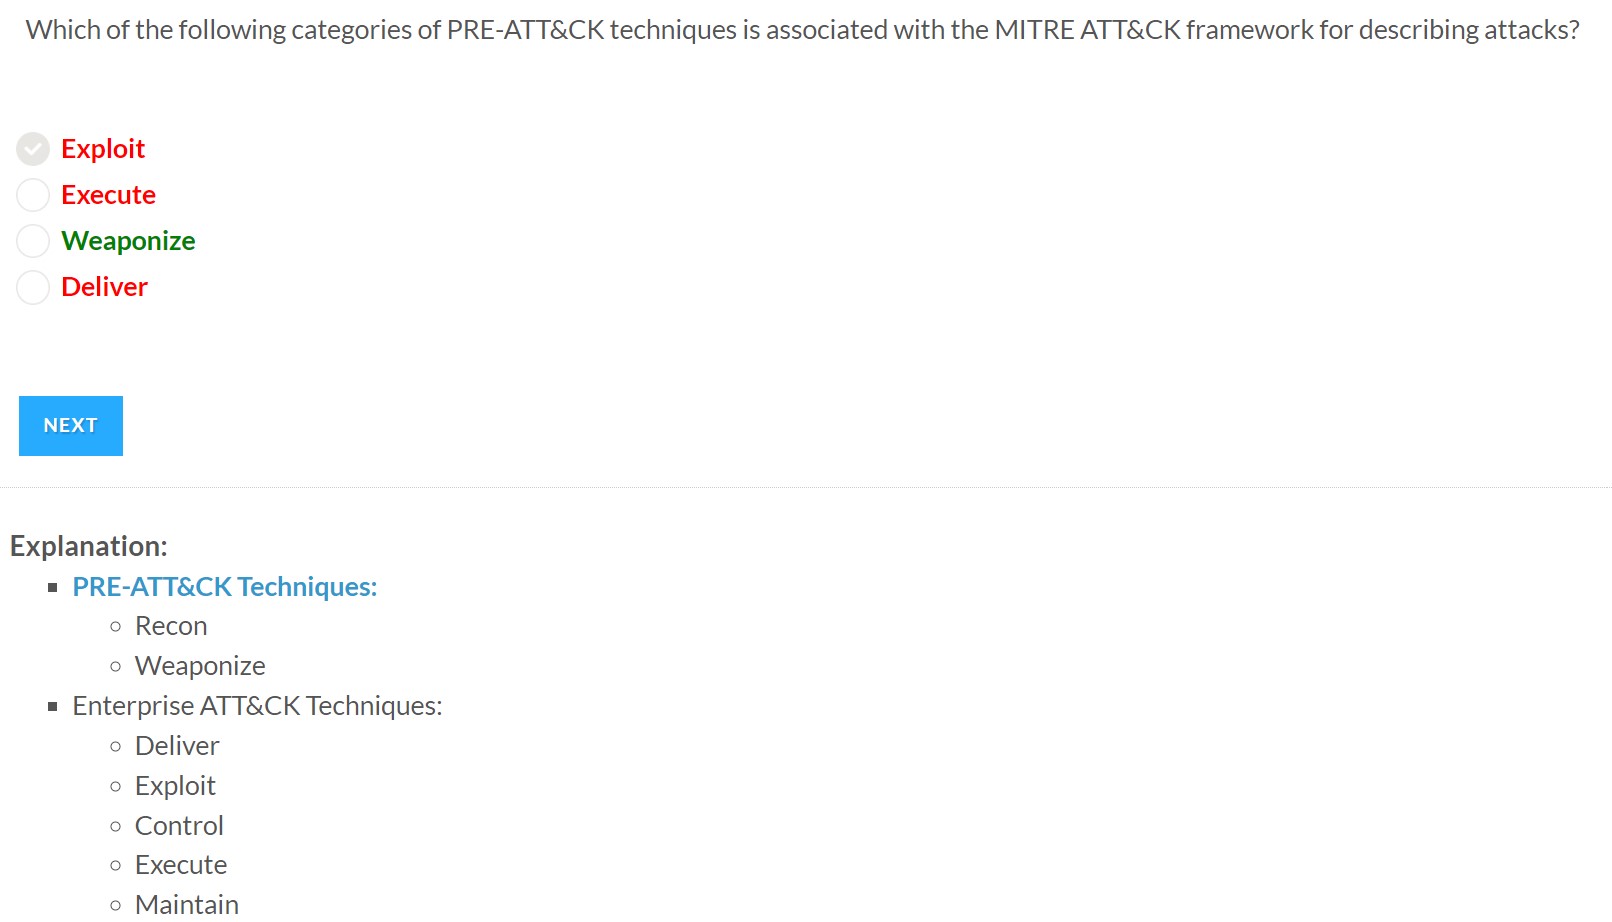 Which of the following categories of PRE-ATT&CK techniques is associated with the MITRE ATT&CK framework for describing attacks?
Exploit
Execute
Weaponize
Deliver
NEXT
Explanation:
PRE-ATT&CK Techniques:
Recon
Weaponize
Enterprise ATT&CK Techniques:
Deliver
Exploit
Control
Execute
Maintain